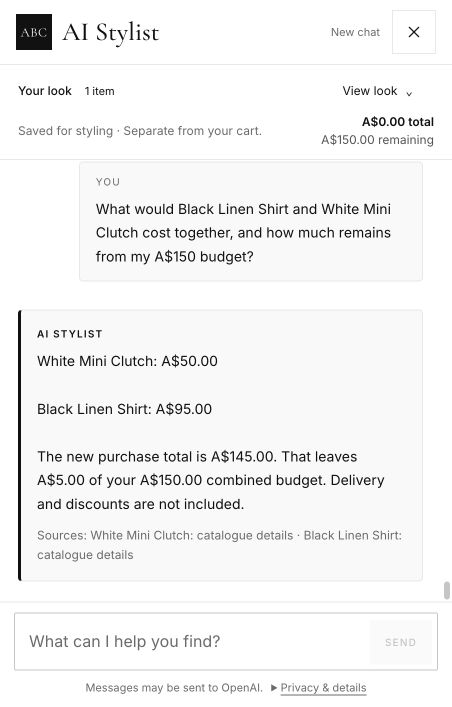 ABC AI Stylist New chat ×
Your look 1 item View look
A$0.00 total
Saved for styling · Separate from your cart.
A$150.00 remaining
YOU
What would Black Linen Shirt and White Mini
Clutch cost together, and how much remains
from my A$150 budget?
AI STYLIST
White Mini Clutch: A$50.00
Black Linen Shirt: A$95.00
The new purchase total is A$145.00. That leaves
A$5.00 of your A$150.00 combined budget. Delivery
and discounts are not included.
Sources: White Mini Clutch: catalogue details · Black Linen Shirt:
catalogue details
What can I help you find? SEND
Messages may be sent to OpenAI. ▶ Privacy & details